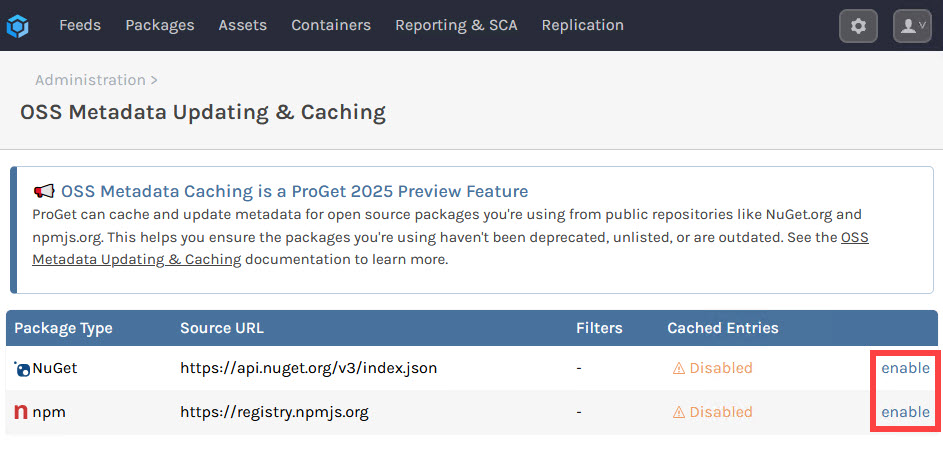 Feeds Packages Assets Containers Reporting & SCA Replication
Administration >
OSS Metadata Updating & Caching
OSS Metadata Caching is a ProGet 2025 Preview Feature
ProGet can cache and update metadata for open source packages you're using from public repositories like NuGet.org and
npmjs.org. This helps you ensure the packages you're using haven't been deprecated, unlisted, or are outdated. See the OSS
Metadata Updating & Caching documentation to learn more.
Package Type Source URL Filters Cached Entries
NuGet https://api.nuget.org/v3/index.json - Disabled enable
npm https://registry.npmjs.org - Disabled enable